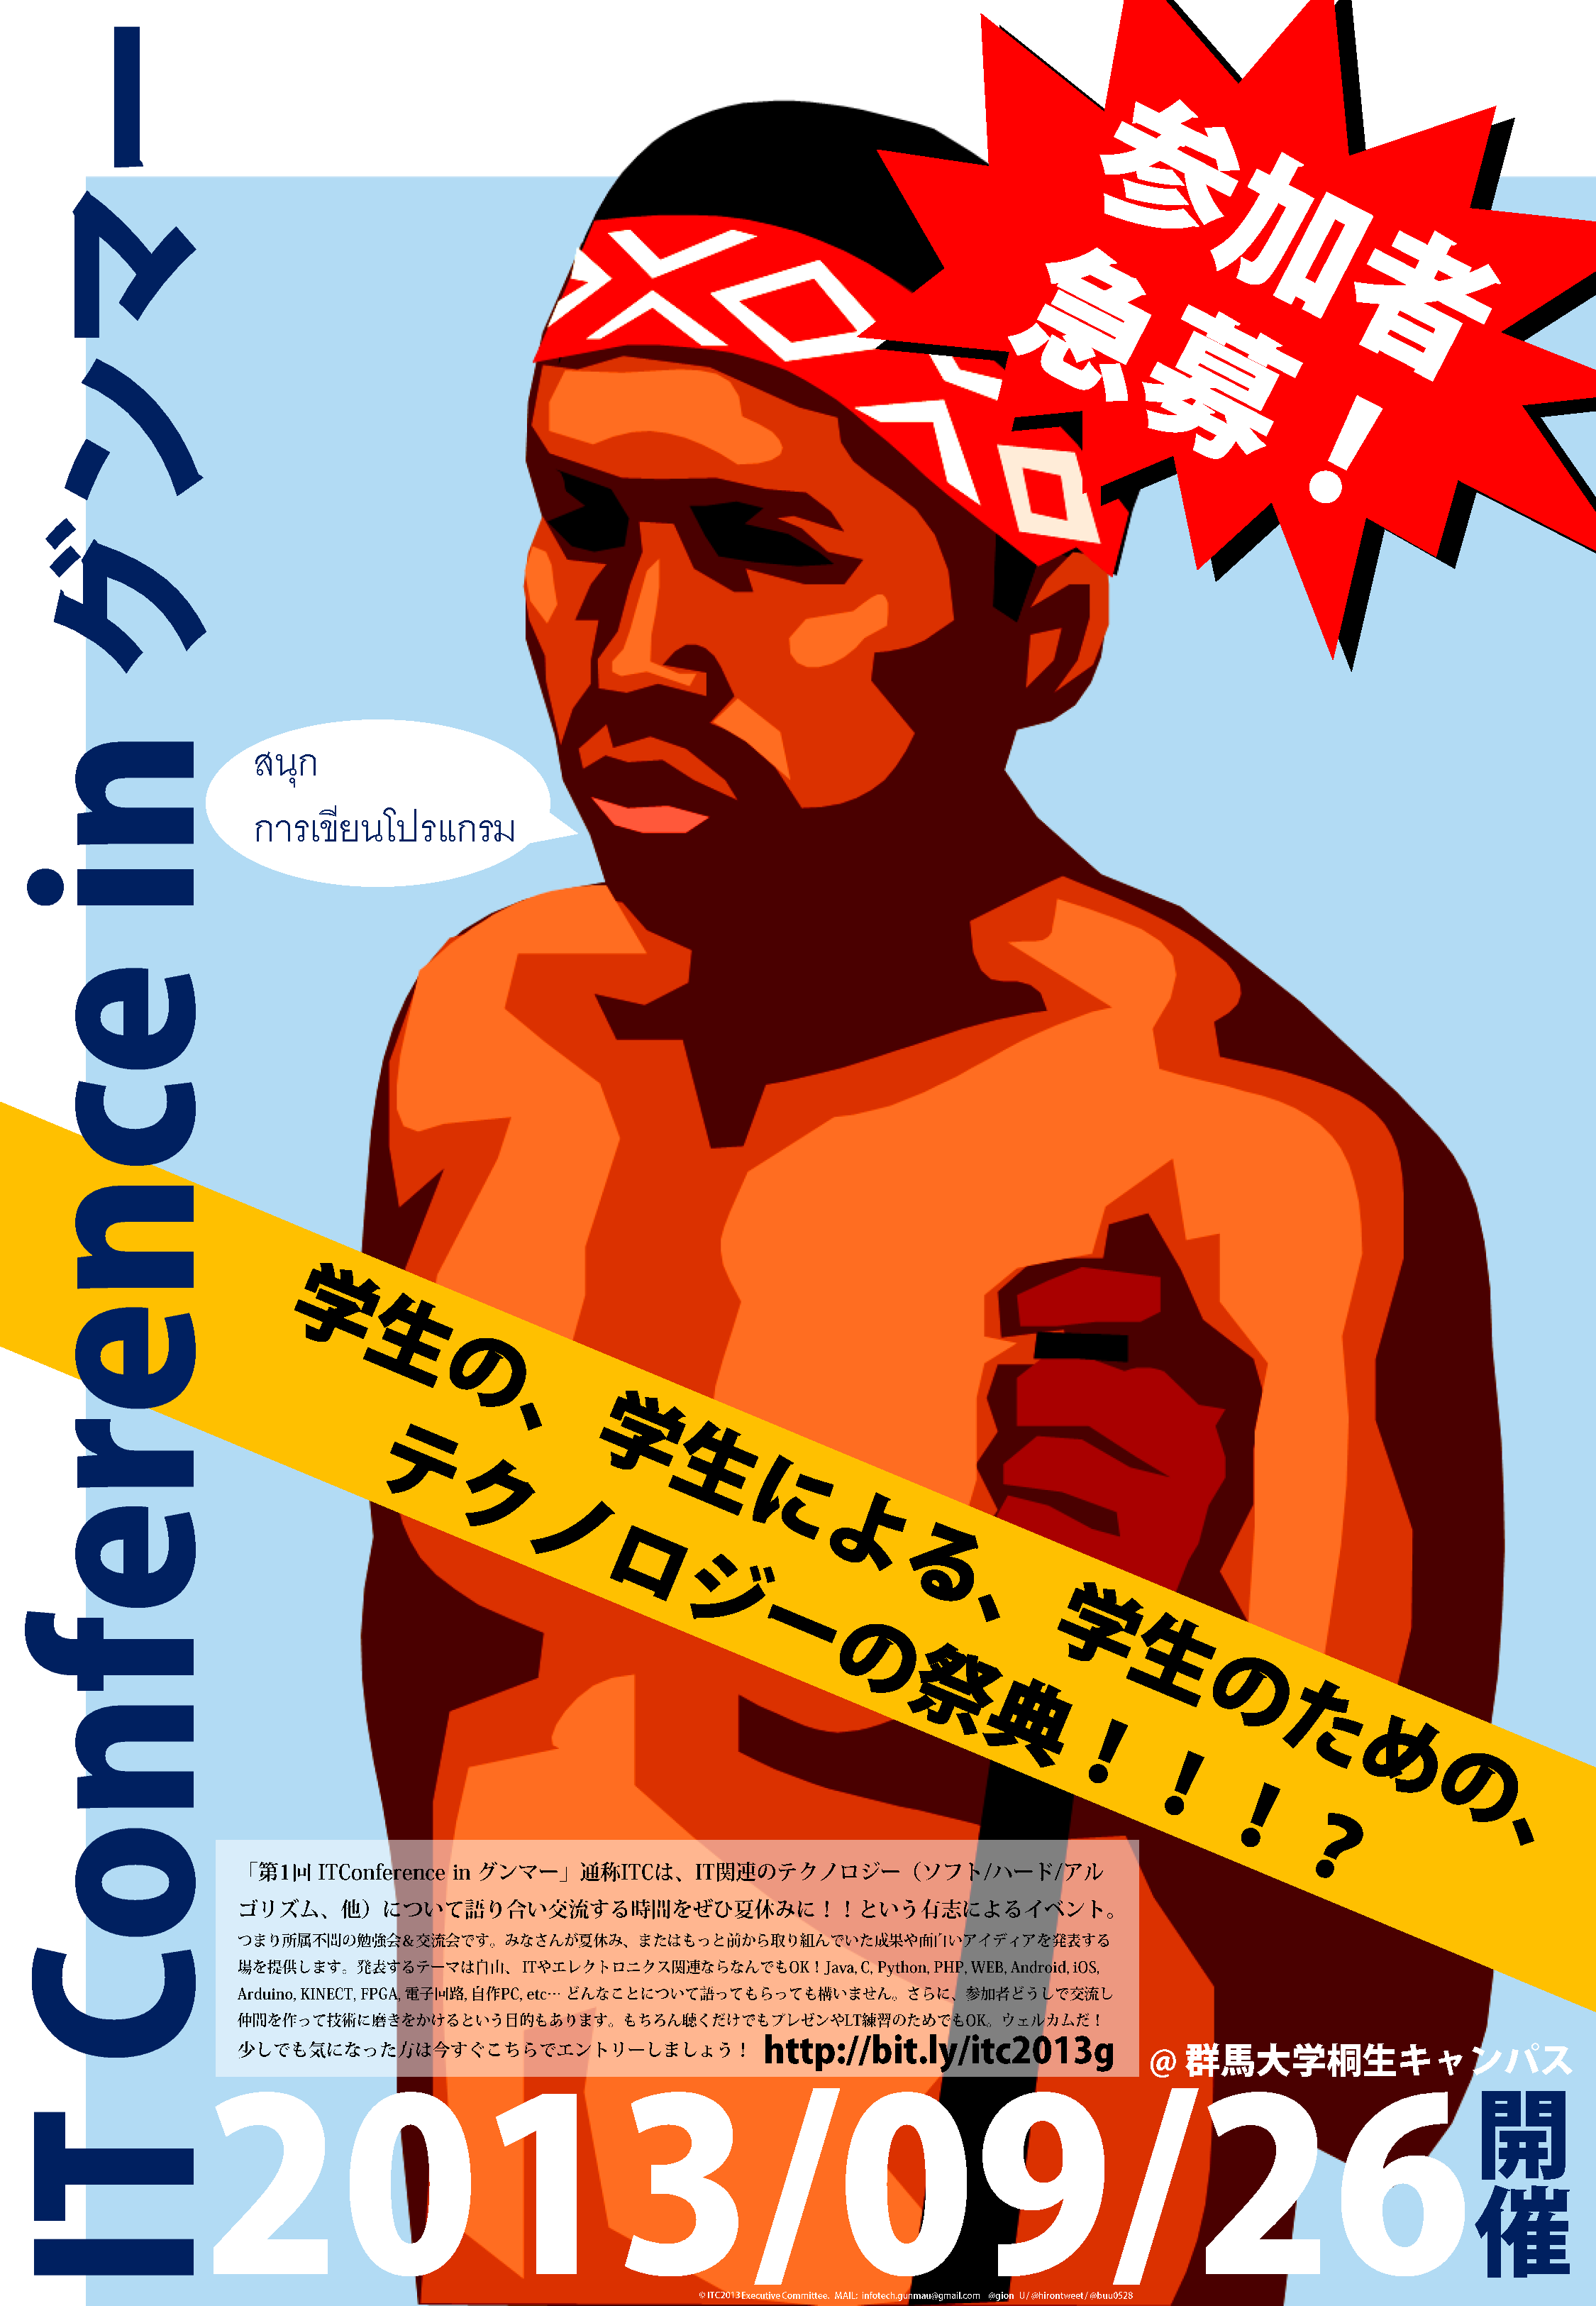 IT Conference in グンマー
参加者
急募！
สนุก
การเขียนโปรแกรม
学生の、学生による、学生のための、
テクノロジーの祭典！！！？
「第1回 ITConference in グンマー」通称ITCは、IT関連のテクノロジー（ソフト/ハード/アル
ゴリズム、他）について語り合い交流する時間をぜひ夏休みに！！という有志によるイベント。
つまり所属不問の勉強会＆交流会です。みなさんが夏休み、またはもっと前から取り組んでいた成果や面白いアイディアを発表する
場を提供します。発表するテーマは自由、ITやエレクトロニクス関連ならなんでもOK！Java, C, Python, PHP, WEB, Android, iOS,
Arduino, KINECT, FPGA, 電子回路, 自作PC, etc… どんなことについて語ってもらっても構いません。さらに、参加者どうしで交流し
仲間を作って技術に磨きをかけるという目的もあります。もちろん聴くだけでもプレゼンやLT練習のためでもOK。ウェルカムだ！
少しでも気になった方は今すぐこちらでエントリーしましょう！ http://bit.ly/itc2013g
@ 群馬大学桐生キャンパス
2013/09/26 開催
© ITC2013 Executive Committee. MAIL: infotech.gunmau@gmail.com @gion_U / @hirontweet / @buu0528